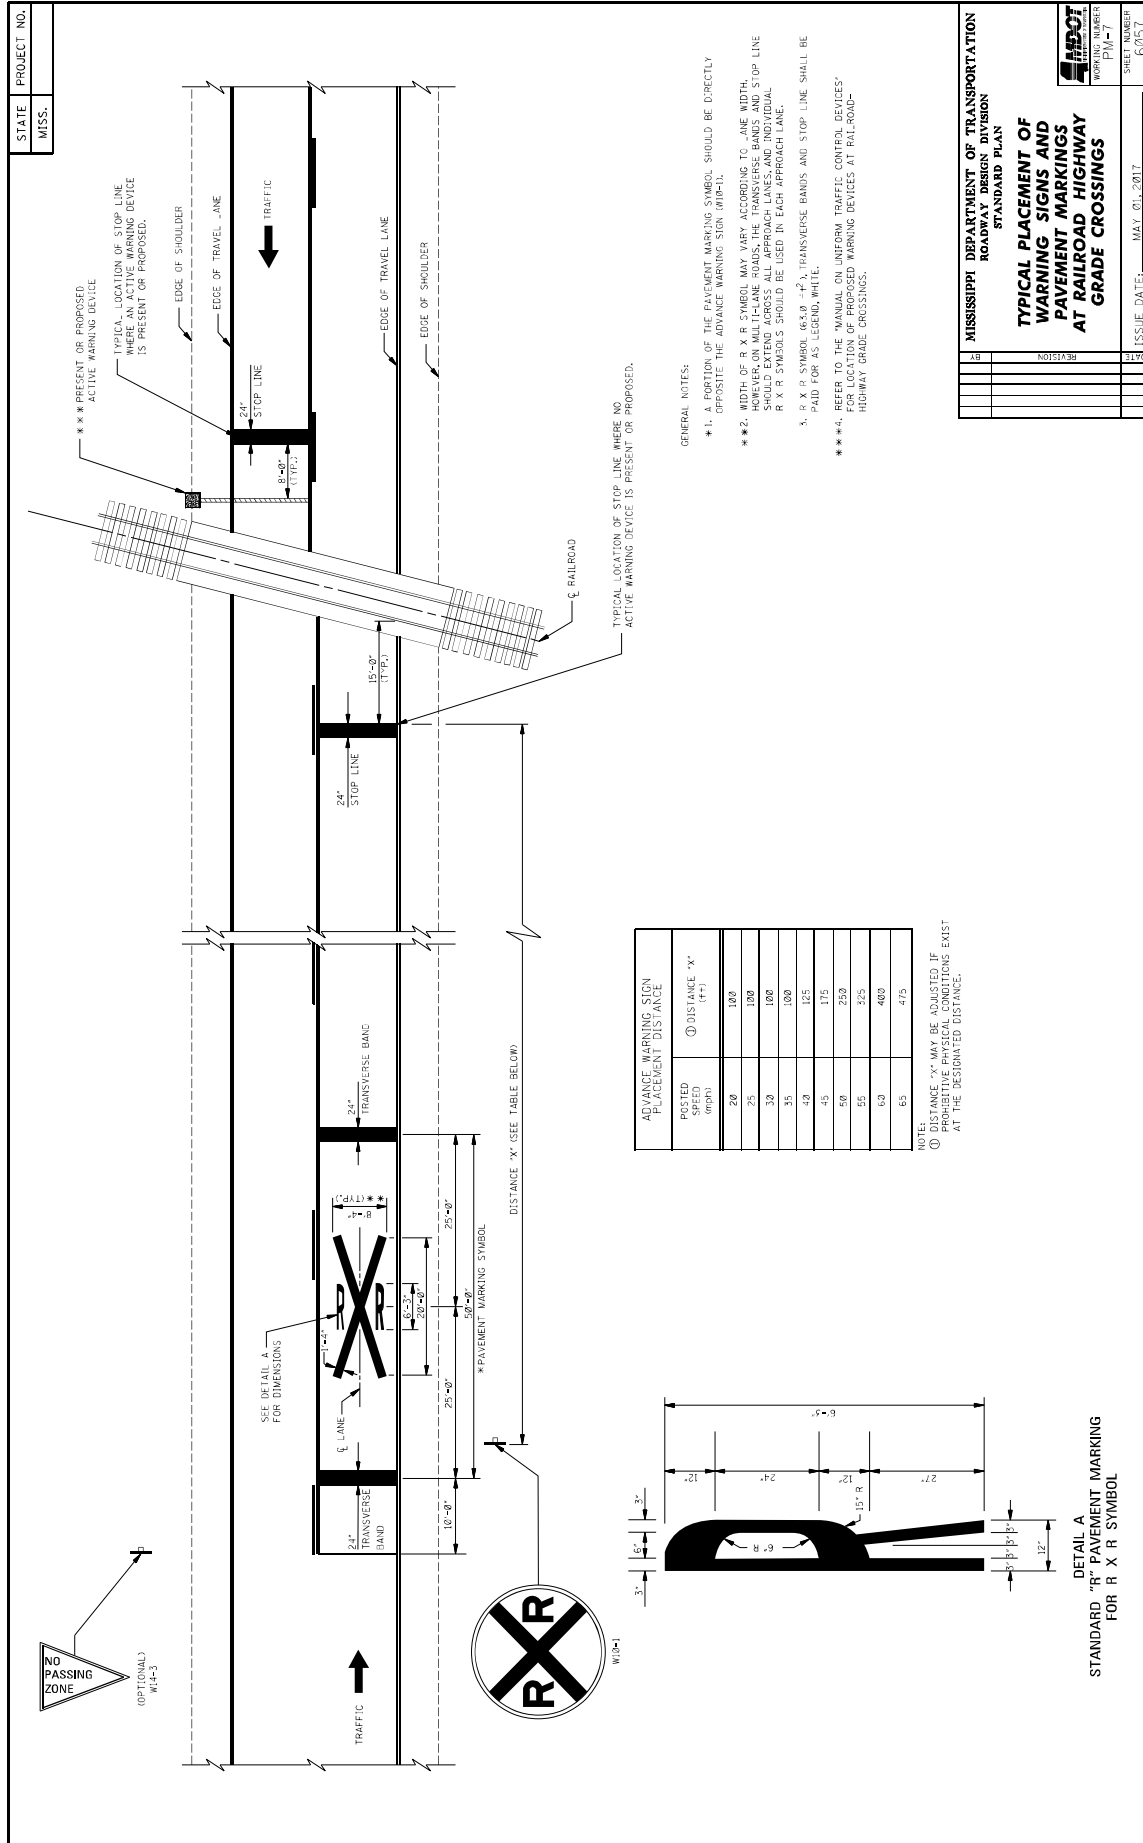 STATE
PROJECT NO.
MISS.
* * * PRESENT OR PROPOSED
ACTIVE WARNING DEVICE
TYPICAL LOCATION OF STOP LINE
WHERE AN ACTIVE WARNING DEVICE
IS PRESENT OR PROPOSED.
EDGE OF SHOULDER
EDGE OF TRAVEL LANE
TRAFFIC
24"
STOP LINE
8'-0"
(TYP.)
EDGE OF TRAVEL LANE
EDGE OF SHOULDER
15'-0"
(TYP.)
℄ RAILROAD
24"
STOP LINE
TYPICAL LOCATION OF STOP LINE WHERE NO
ACTIVE WARNING DEVICE IS PRESENT OR PROPOSED.
NO
PASSING
ZONE
(OPTIONAL)
W14-3
TRAFFIC
SEE DETAIL A
FOR DIMENSIONS
℄ LANE
1'-4"
R
R
8'-4"
* * (TYP.)
24"
TRANSVERSE BAND
24"
TRANSVERSE
BAND
6'-3"
20'-0"
10'-0"
25'-0"
25'-0"
50'-0"
* PAVEMENT MARKING SYMBOL
DISTANCE "X" (SEE TABLE BELOW)
R
R
W10-1
6"
3"
3"
6" R
15" R
12"
24"
12"
27"
6'-3"
3"
3"
3"
3"
12"
DETAIL A
STANDARD "R" PAVEMENT MARKING
FOR R X R SYMBOL
ADVANCE WARNING SIGN
PLACEMENT DISTANCE
POSTED
SPEED
(mph)
① DISTANCE "X"
(ft)
20 100
25 100
30 100
35 100
40 125
45 175
50 250
55 325
60 400
65 475
NOTE:
① DISTANCE "X" MAY BE ADJUSTED IF
PROHIBITIVE PHYSICAL CONDITIONS EXIST
AT THE DESIGNATED DISTANCE.
GENERAL NOTES:
* 1. A PORTION OF THE PAVEMENT MARKING SYMBOL SHOULD BE DIRECTLY
OPPOSITE THE ADVANCE WARNING SIGN (W10-1).
* * 2. WIDTH OF R X R SYMBOL MAY VARY ACCORDING TO LANE WIDTH,
HOWEVER, ON MULTI-LANE ROADS, THE TRANSVERSE BANDS AND STOP LINE
SHOULD EXTEND ACROSS ALL APPROACH LANES, AND INDIVIDUAL
R X R SYMBOLS SHOULD BE USED IN EACH APPROACH LANE.
3. R X R SYMBOL (63.0 ft²), TRANSVERSE BANDS AND STOP LINE SHALL BE
PAID FOR AS LEGEND, WHITE.
* * * 4. REFER TO THE "MANUAL ON UNIFORM TRAFFIC CONTROL DEVICES"
FOR LOCATION OF PROPOSED WARNING DEVICES AT RAILROAD-
HIGHWAY GRADE CROSSINGS.
BY
REVISION
DATE
MISSISSIPPI DEPARTMENT OF TRANSPORTATION
ROADWAY DESIGN DIVISION
STANDARD PLAN
TYPICAL PLACEMENT OF
WARNING SIGNS AND
PAVEMENT MARKINGS
AT RAILROAD HIGHWAY
GRADE CROSSINGS
ISSUE DATE: MAY 01, 2017
MDOT
WORKING NUMBER
PM-7
SHEET NUMBER
6057